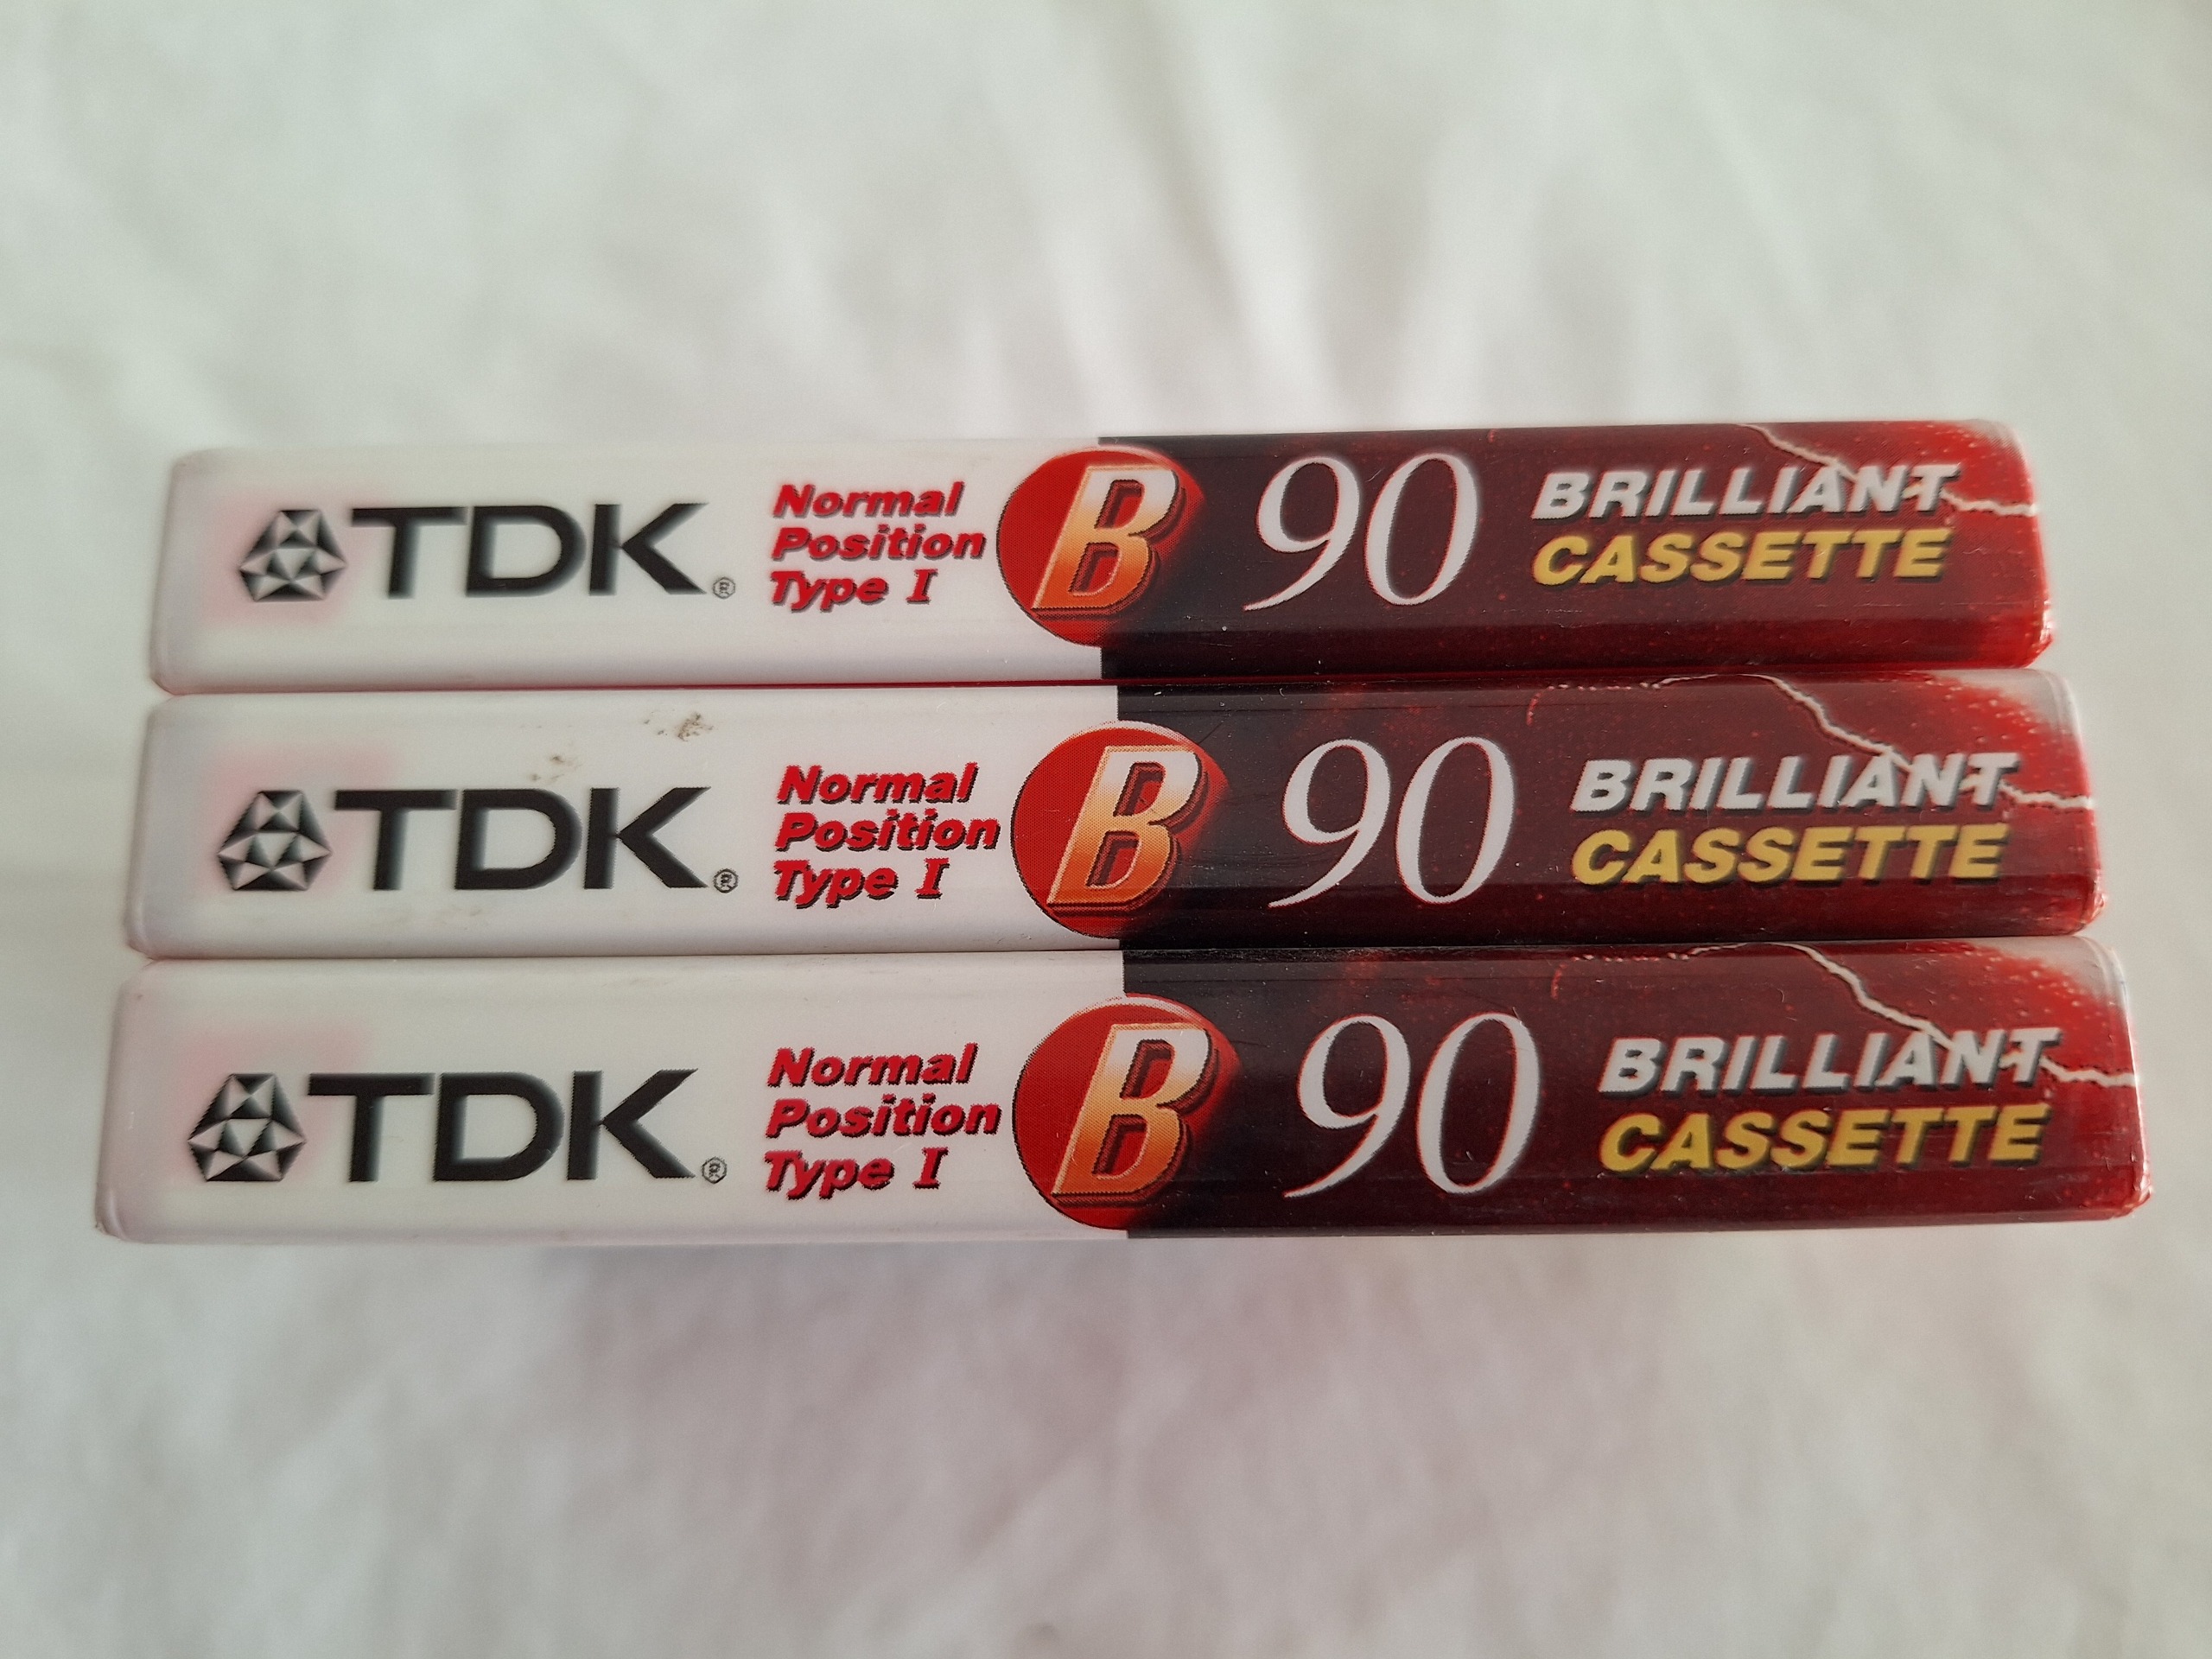 TDK®
Normal
Position
Type I
B
90
BRILLIANT
CASSETTE
TDK®
Normal
Position
Type I
B
90
BRILLIANT
CASSETTE
TDK®
Normal
Position
Type I
B
90
BRILLIANT
CASSETTE